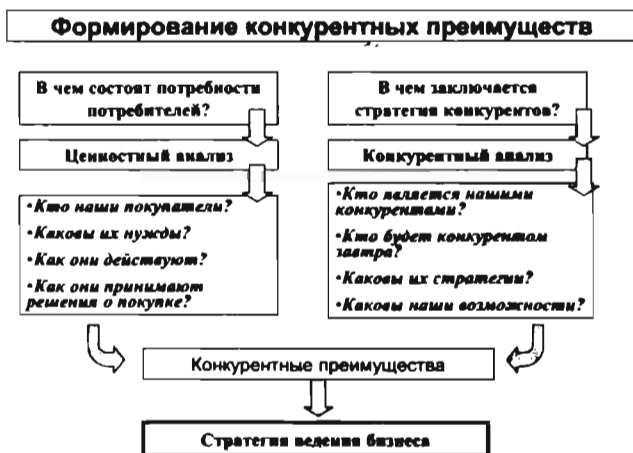 Формирование конкурентных преимуществ
В чем состоят потребности
потребителей?
Ценностный анализ
•Кто наши покупатели?
•Каковы их нужды?
•Как они действуют?
•Как они принимают
решения о покупке?
В чем заключается
стратегия конкурентов?
Конкурентный анализ
•Кто является нашими
конкурентами?
•Кто будет конкурентом
завтра?
•Каковы их стратегии?
•Каковы наши возможности?
Конкурентные преимущества
Стратегия ведения бизнеса